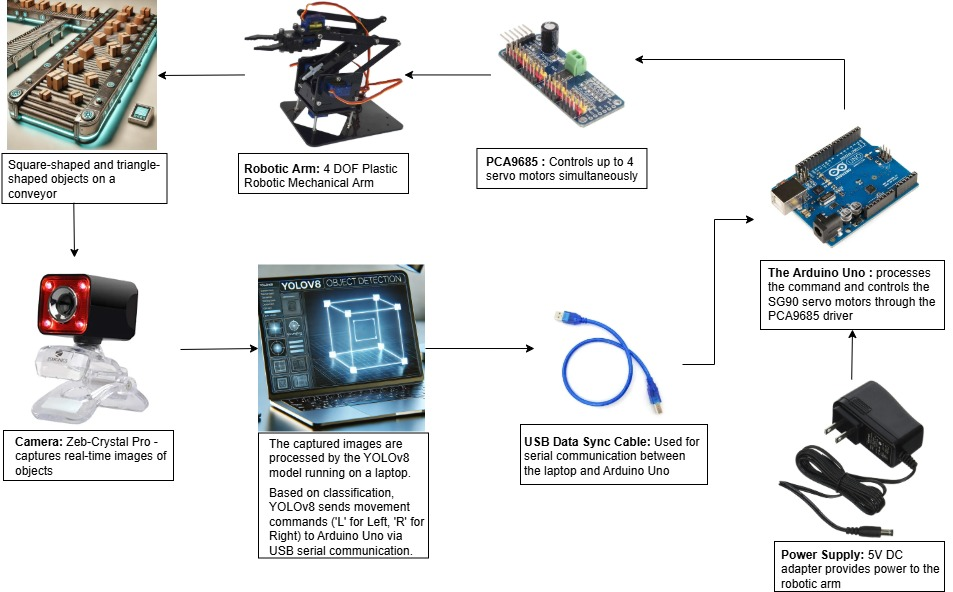 Square-shaped and triangle-
shaped objects on a
conveyor
Robotic Arm: 4 DOF Plastic
Robotic Mechanical Arm
PCA9685 : Controls up to 4
servo motors simultaneously
The Arduino Uno : processes
the command and controls the
SG90 servo motors through the
PCA9685 driver
YOLOV8 OBJECT DETECTION
Camera: Zeb-Crystal Pro -
captures real-time images of
objects
The captured images are
processed by the YOLOv8
model running on a laptop.
Based on classification,
YOLOv8 sends movement
commands ('L' for Left, 'R' for
Right) to Arduino Uno via
USB serial communication.
USB Data Sync Cable: Used for
serial communication between
the laptop and Arduino Uno
Power Supply: 5V DC
adapter provides power to the
robotic arm